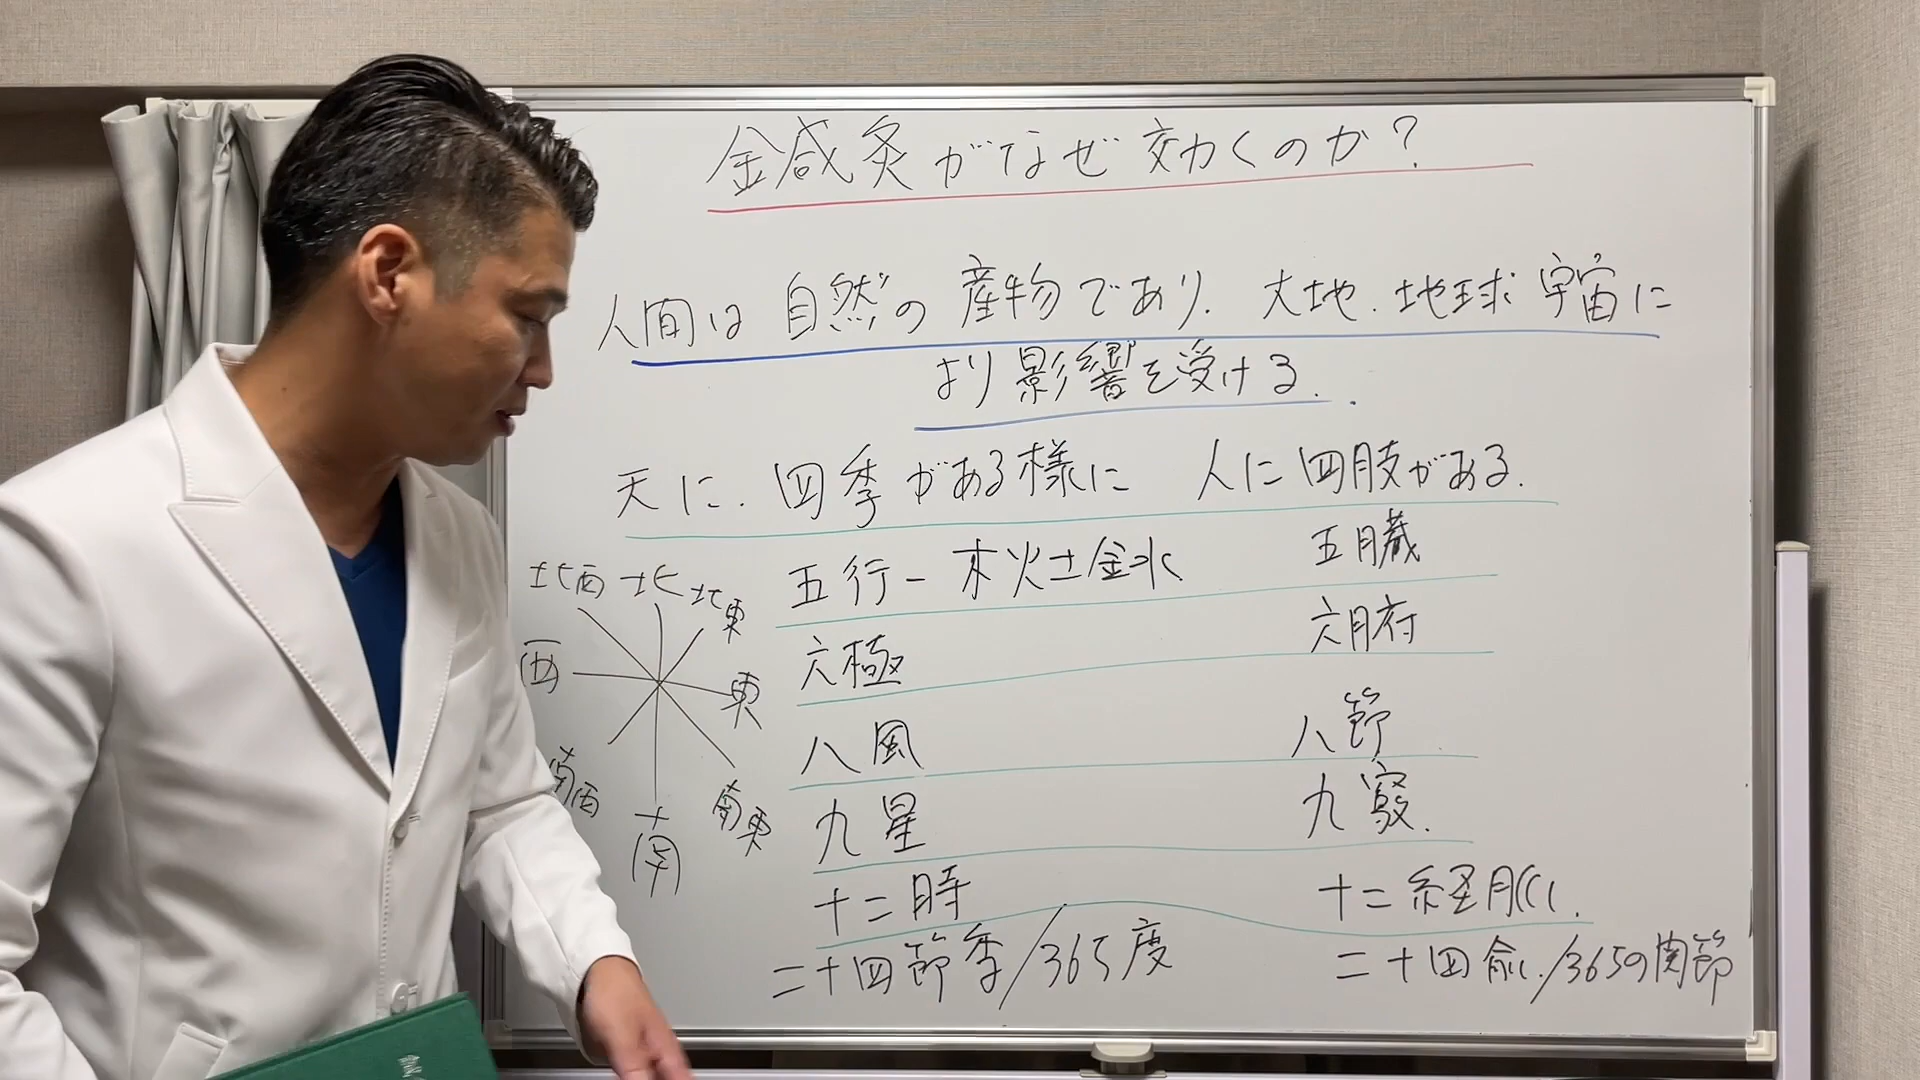 鍼灸がなぜ効くのか?
人間は自然の産物であり.大地.地球宇宙に
より影響を受ける.
天に.四季がある様に 人に四肢がある.
五行-木火土金水 五臓
六極 六腑
八風 八節
九星 九竅.
十二時 十二経脈.
二十四節季/365度 二十四兪./365の関節
北西 北 北東
西 東
南西 南 南東